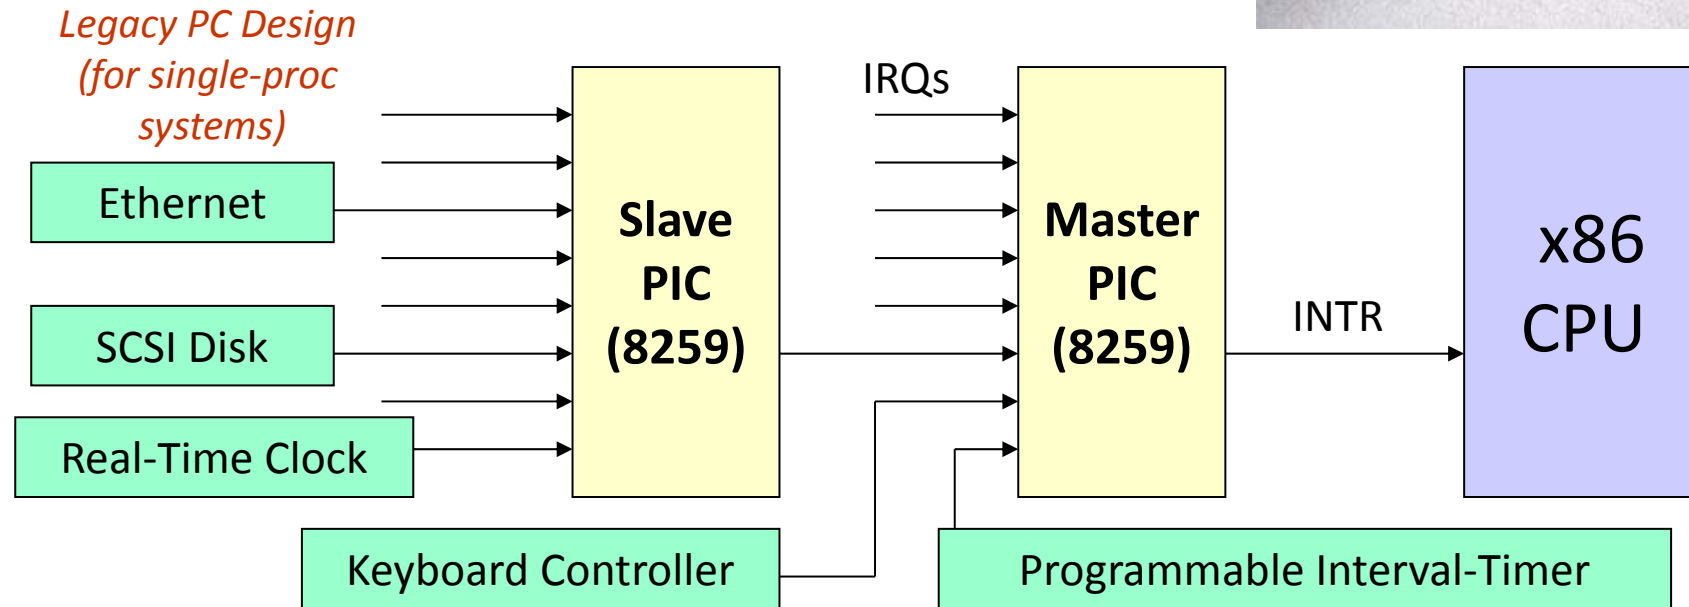 Legacy PC Design
(for single-proc
systems)
IRQs
Ethernet
SCSI Disk
Real-Time Clock
Slave
PIC
(8259)
Master
PIC
(8259)
INTR
x86
CPU
Keyboard Controller
Programmable Interval-Timer